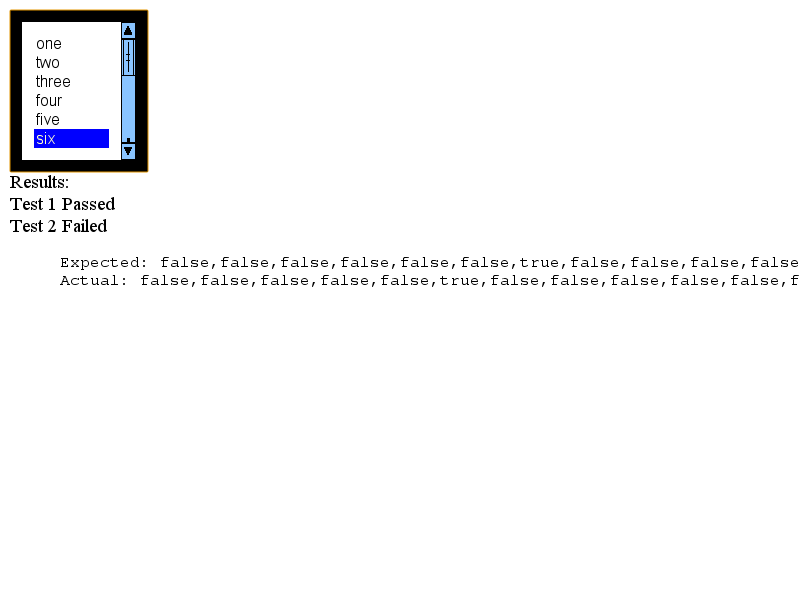 one
two
three
four
five
six
Results:
Test 1 Passed
Test 2 Failed
Expected: false,false,false,false,false,false,true,false,false,false,false
Actual: false,false,false,false,false,true,false,false,false,false,false,f